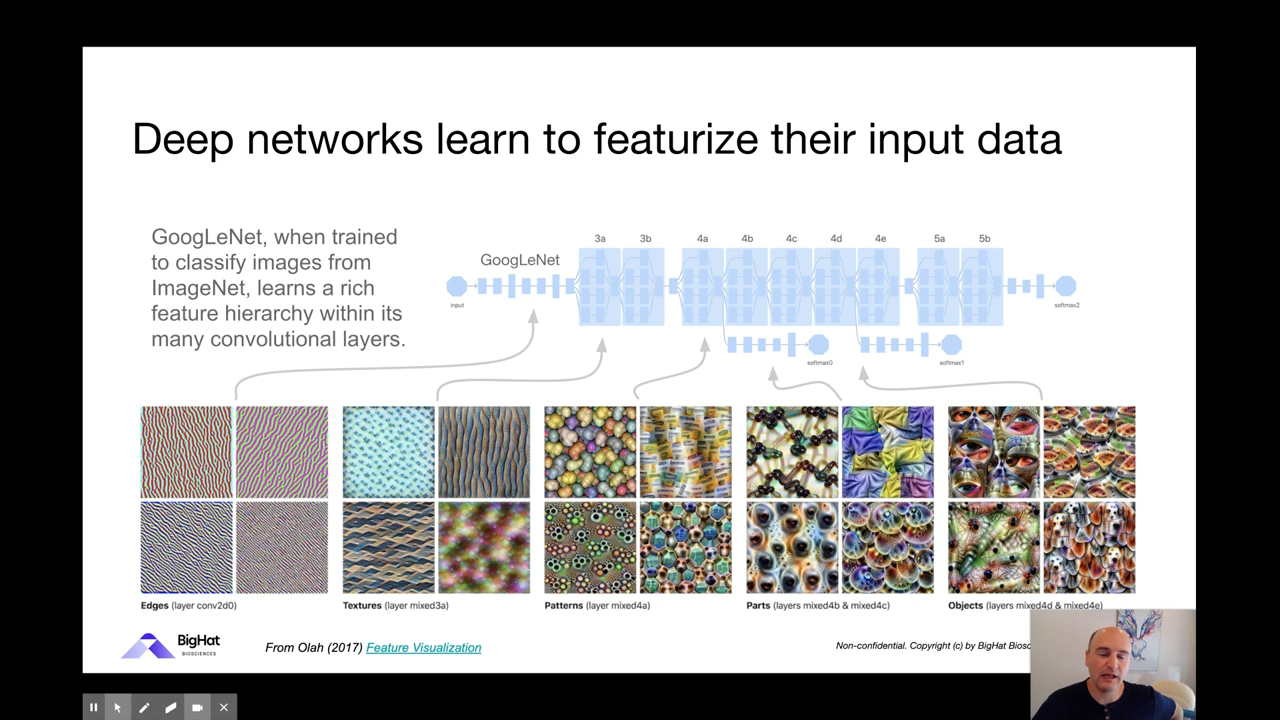 Deep networks learn to featurize their input data
GoogLeNet, when trained
to classify images from
ImageNet, learns a rich
feature hierarchy within its
many convolutional layers.
GoogLeNet
3a 3b 4a 4b 4c 4d 4e 5a 5b
input
softmax2
softmax0
softmax1
Edges (layer conv2d0)
Textures (layer mixed3a)
Patterns (layer mixed4a)
Parts (layers mixed4b & mixed4c)
Objects (layers mixed4d & mixed4e)
BigHat
BIOSCIENCES
From Olah (2017) Feature Visualization
Non-confidential. Copyright (c) by BigHat